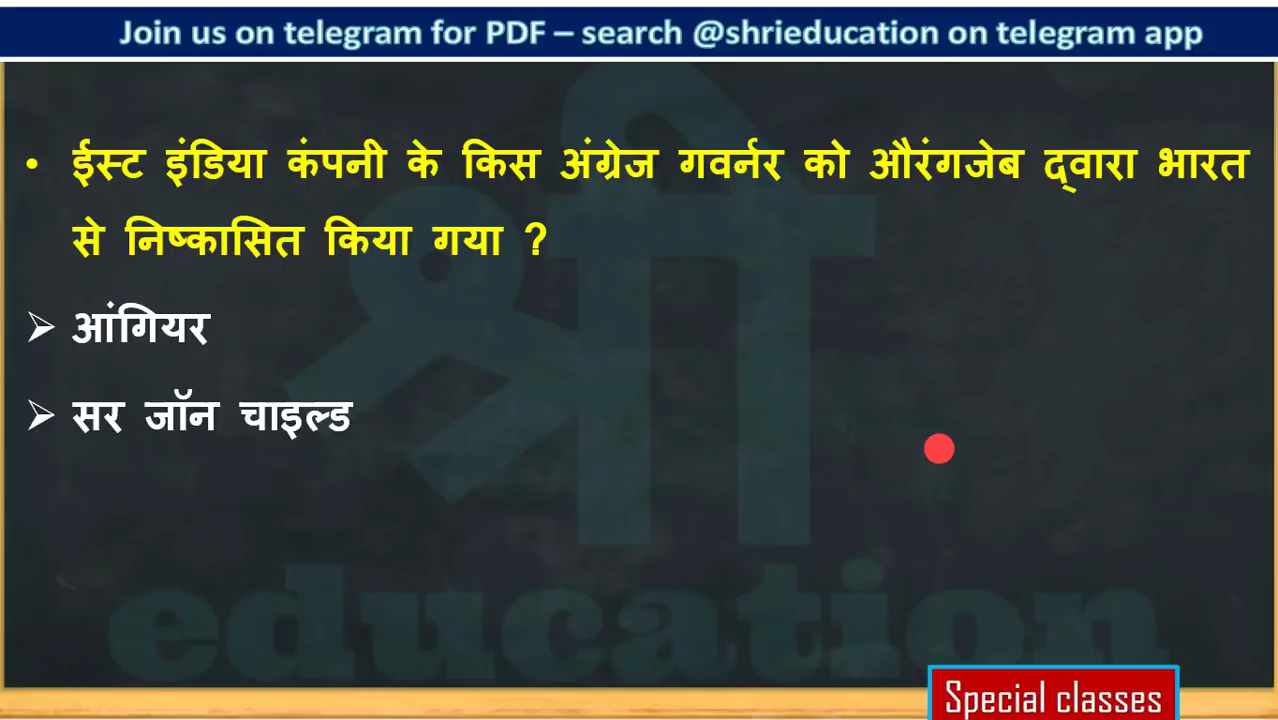 Join us on telegram for PDF – search @shrieducation on telegram app
• ईस्ट इंडिया कंपनी के किस अंग्रेज गवर्नर को औरंगजेब द्वारा भारत
से निष्कासित किया गया ?
➢ आंगियर
➢ सर जॉन चाइल्ड
श्री
education
Special classes